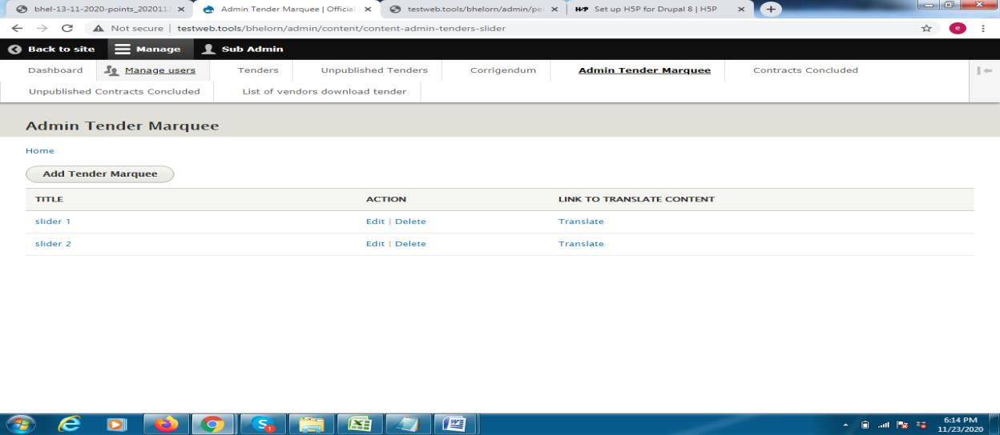 bhel-13-11-2020-points_202011
Admin Tender Marquee | Official
testweb.tools/bhelorn/admin/pe
H-P Set up H5P for Drupal 8 | H5P
Not secure | testweb.tools/bhelorn/admin/content/content-admin-tenders-slider
e
Back to site Manage Sub Admin
Dashboard Manage users Tenders Unpublished Tenders Corrigendum Admin Tender Marquee Contracts Concluded
Unpublished Contracts Concluded List of vendors download tender
Admin Tender Marquee
Home
Add Tender Marquee
TITLE ACTION LINK TO TRANSLATE CONTENT
slider 1 Edit | Delete Translate
slider 2 Edit | Delete Translate
6:14 PM
11/23/2020